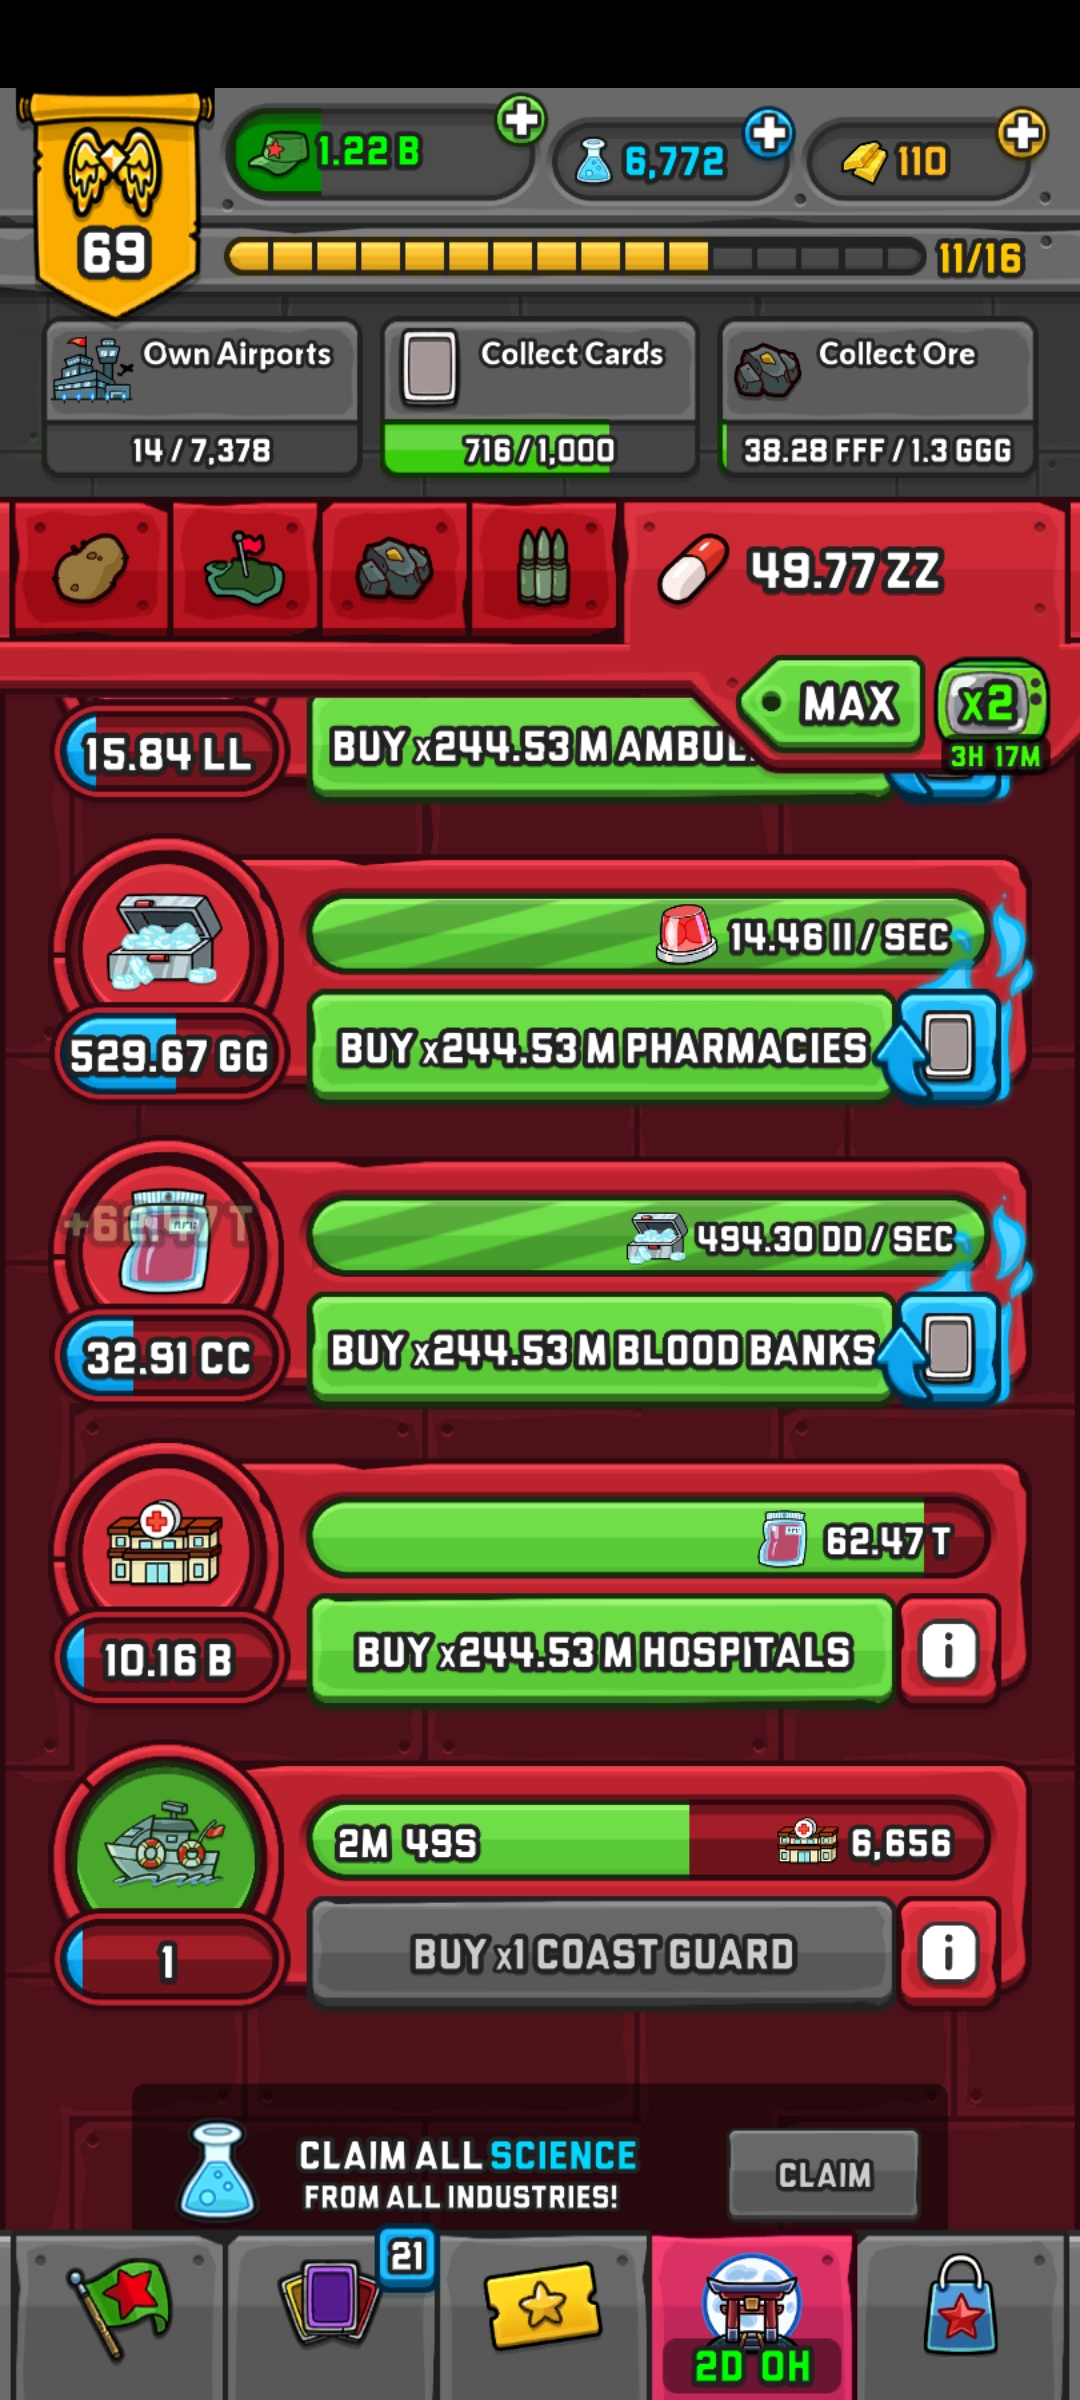 1.22 B
6,772
110
69
11/16
Own Airports
Collect Cards
Collect Ore
14 / 7,378
716 / 1,000
38.28 FFF / 1.3 GGG
49.77 ZZ
MAX
x2
3H 17M
15.84 LL
BUY x244.53 M AMBUL
14.46 II / SEC
529.67 GG
BUY x244.53 M PHARMACIES
+62.47 T
494.30 DD / SEC
32.91 CC
BUY x244.53 M BLOOD BANKS
62.47 T
10.16 B
BUY x244.53 M HOSPITALS
i
2M 49S
6,656
1
BUY x1 COAST GUARD
i
CLAIM ALL SCIENCE
FROM ALL INDUSTRIES!
CLAIM
21
2D 0H